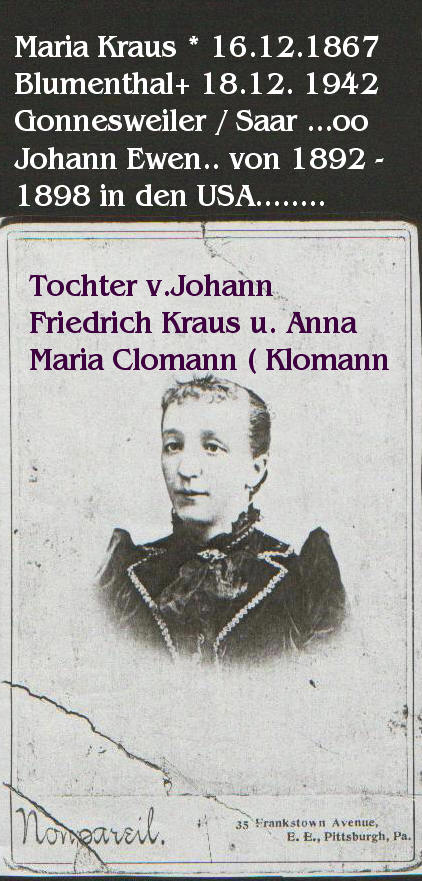 Maria Kraus * 16.12.1867
Blumenthal+ 18.12. 1942
Gonnesweiler / Saar ...oo
Johann Ewen.. von 1892 -
1898 in den USA........
Tochter v.Johann
Friedrich Kraus u. Anna
Maria Clomann ( Klomann
Nonpareil.
35 Frankstown Avenue,
E. E., Pittsburgh, Pa.